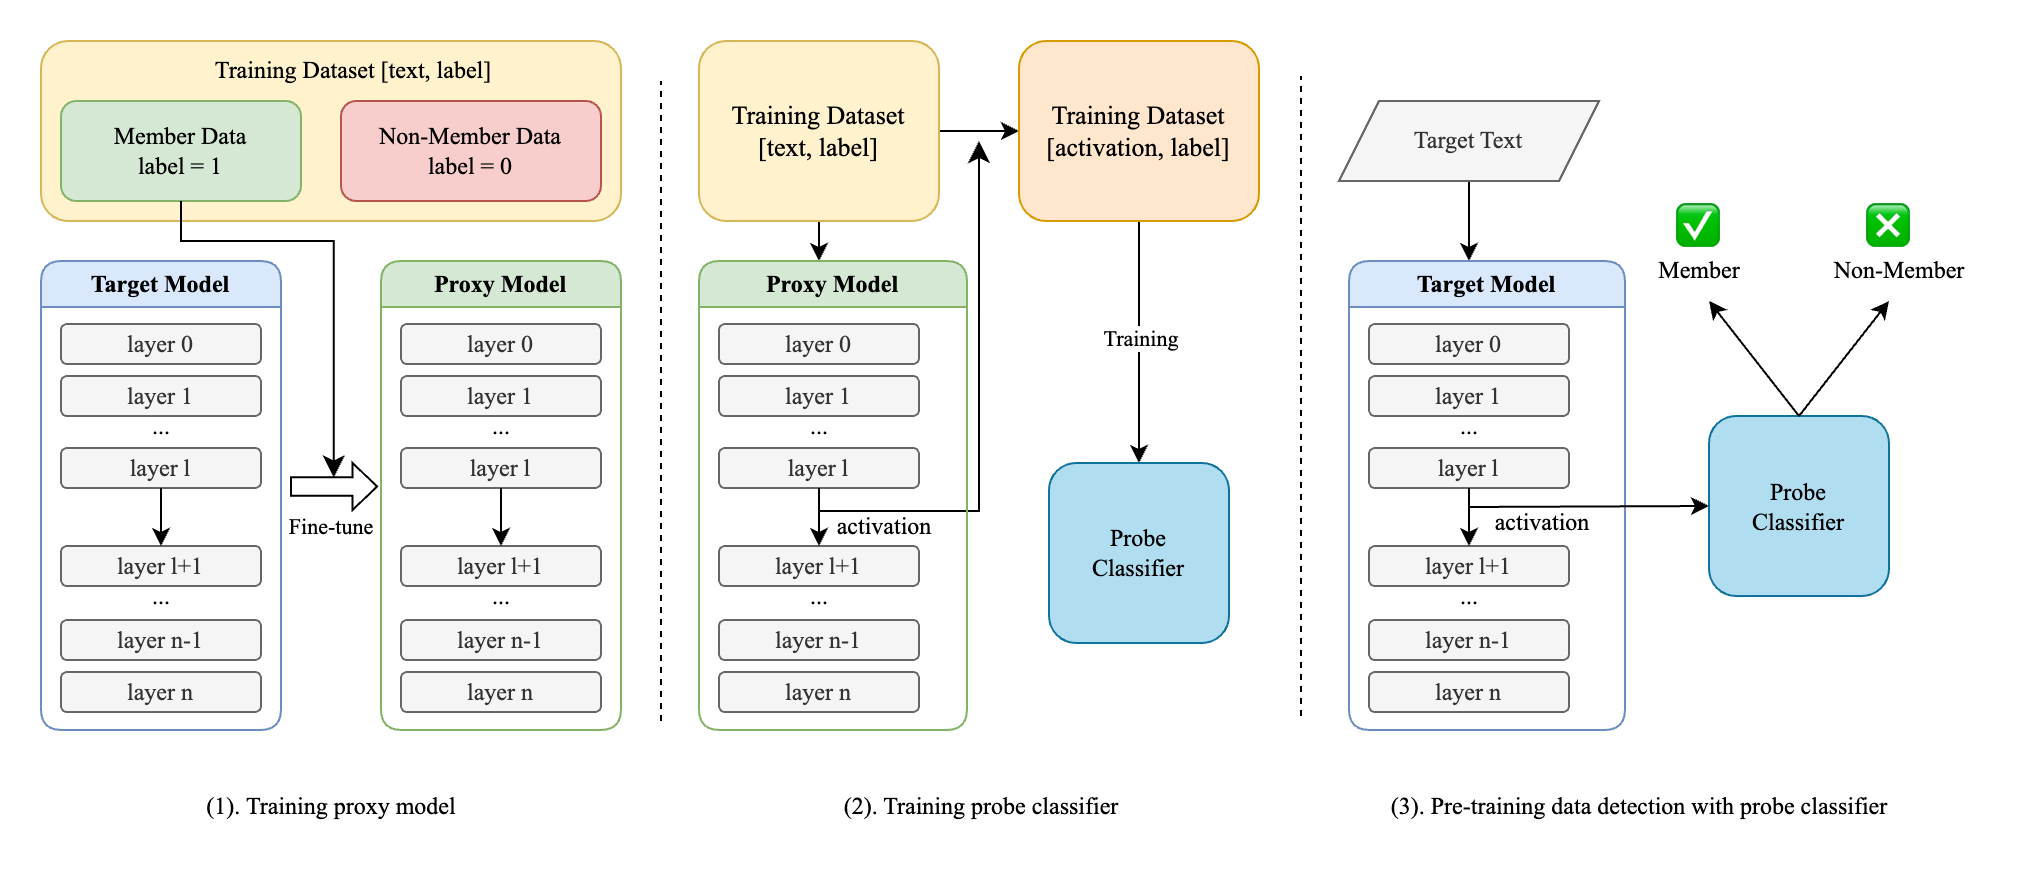 Training Dataset [text, label]
Member Data
label = 1
Non-Member Data
label = 0
Target Model
layer 0
layer 1
...
layer l
layer l+1
...
layer n-1
layer n
Fine-tune
Proxy Model
layer 0
layer 1
...
layer l
layer l+1
...
layer n-1
layer n
(1). Training proxy model
Training Dataset
[text, label]
Training Dataset
[activation, label]
Proxy Model
layer 0
layer 1
...
layer l
activation
layer l+1
...
layer n-1
layer n
Training
Probe
Classifier
(2). Training probe classifier
Target Text
Target Model
layer 0
layer 1
...
layer l
activation
layer l+1
...
layer n-1
layer n
Member
Non-Member
Probe
Classifier
(3). Pre-training data detection with probe classifier